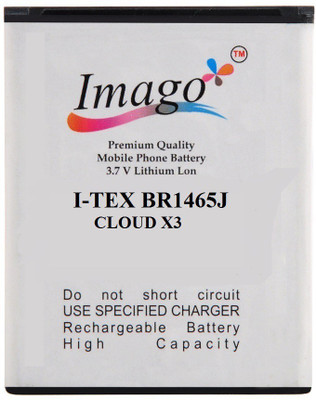 TM
Imago
Premium Quality
Mobile Phone Battery
3.7 V Lithium Lon
I-TEX BR1465J
CLOUD X3
Do not short circuit
USE SPECIFIED CHARGER
Rechargeable Battery
High Capacity